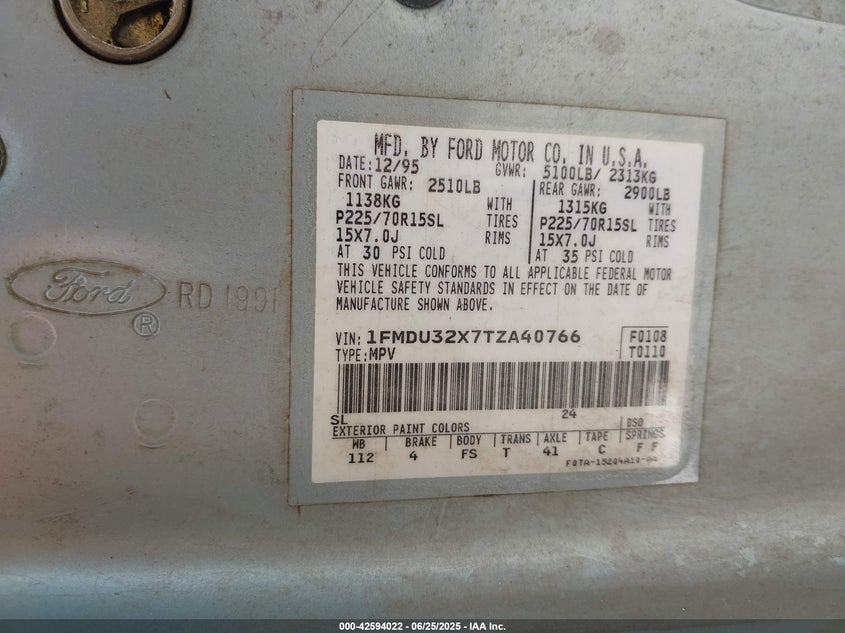 MFD. BY FORD MOTOR CO. IN U.S.A.
DATE: 12/95 GVWR: 5100LB/ 2313KG
FRONT GAWR: 2510LB REAR GAWR: 2900LB
1138KG WITH 1315KG WITH
P225/70R15SL TIRES P225/70R15SL TIRES
15X7.0J RIMS 15X7.0J RIMS
AT 30 PSI COLD AT 35 PSI COLD
THIS VEHICLE CONFORMS TO ALL APPLICABLE FEDERAL MOTOR
VEHICLE SAFETY STANDARDS IN EFFECT ON THE DATE OF
MANUFACTURE SHOWN ABOVE.
Ford ® RD 1991
VIN: 1FMDU32X7TZA40766 F0108
TYPE: MPV T0110
SL 24
EXTERIOR PAINT COLORS DSO
WB BRAKE BODY TRANS AXLE TAPE SPRINGS
112 4 FS T 41 C F F
F0TA-15204A10-AA
000-42594022 - 06/25/2025 - IAA Inc.